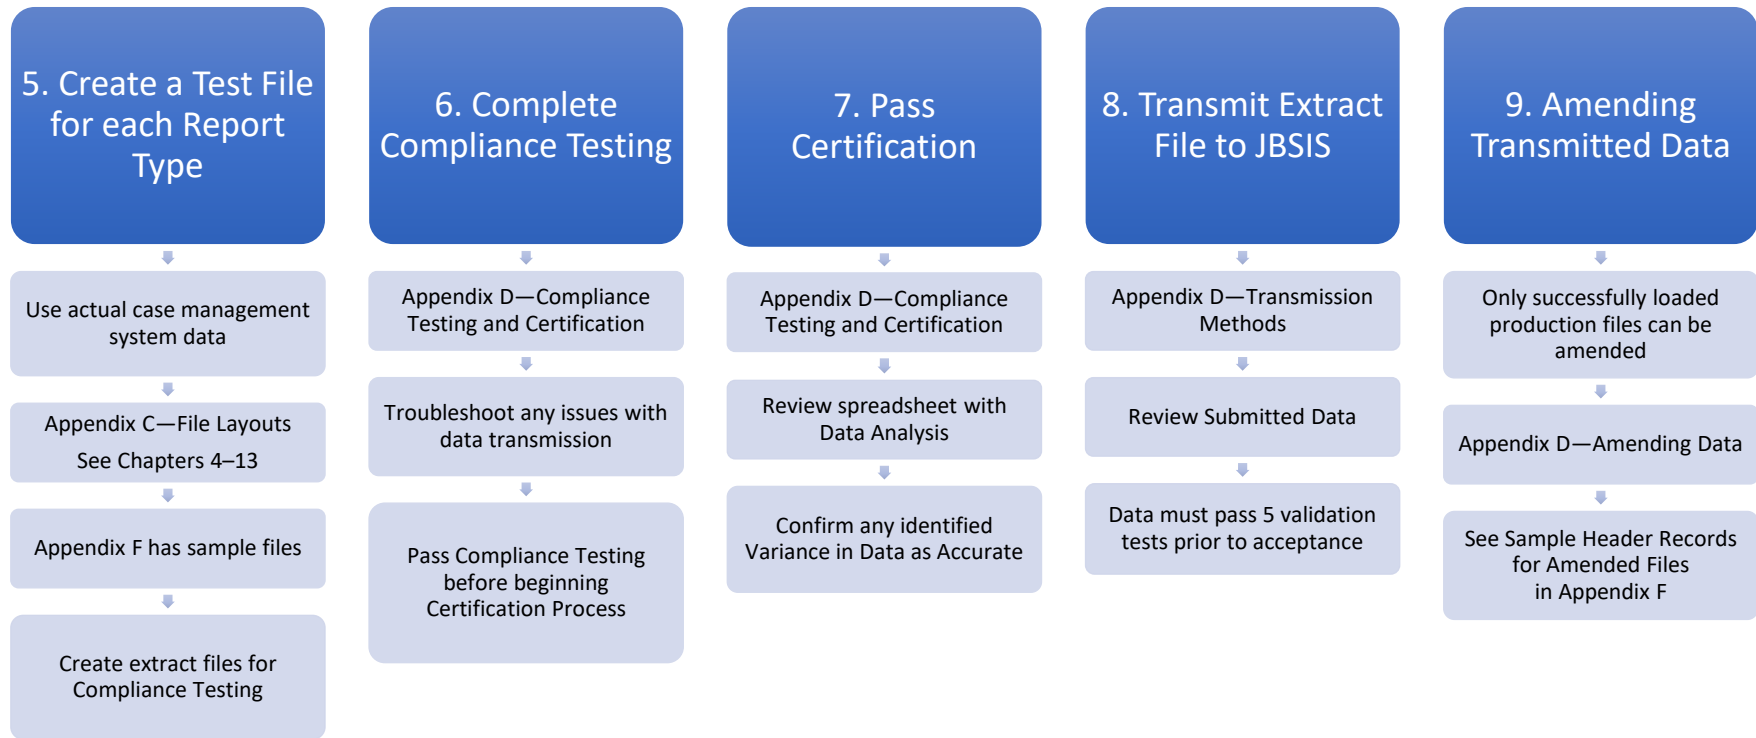 5. Create a Test File
for each Report
Type
Use actual case management
system data
Appendix C—File Layouts
See Chapters 4–13
Appendix F has sample files
Create extract files for
Compliance Testing
6. Complete
Compliance Testing
Appendix D—Compliance
Testing and Certification
Troubleshoot any issues with
data transmission
Pass Compliance Testing
before beginning
Certification Process
7. Pass
Certification
Appendix D—Compliance
Testing and Certification
Review spreadsheet with
Data Analysis
Confirm any identified
Variance in Data as Accurate
8. Transmit Extract
File to JBSIS
Appendix D—Transmission
Methods
Review Submitted Data
Data must pass 5 validation
tests prior to acceptance
9. Amending
Transmitted Data
Only successfully loaded
production files can be
amended
Appendix D—Amending Data
See Sample Header Records
for Amended Files
in Appendix F